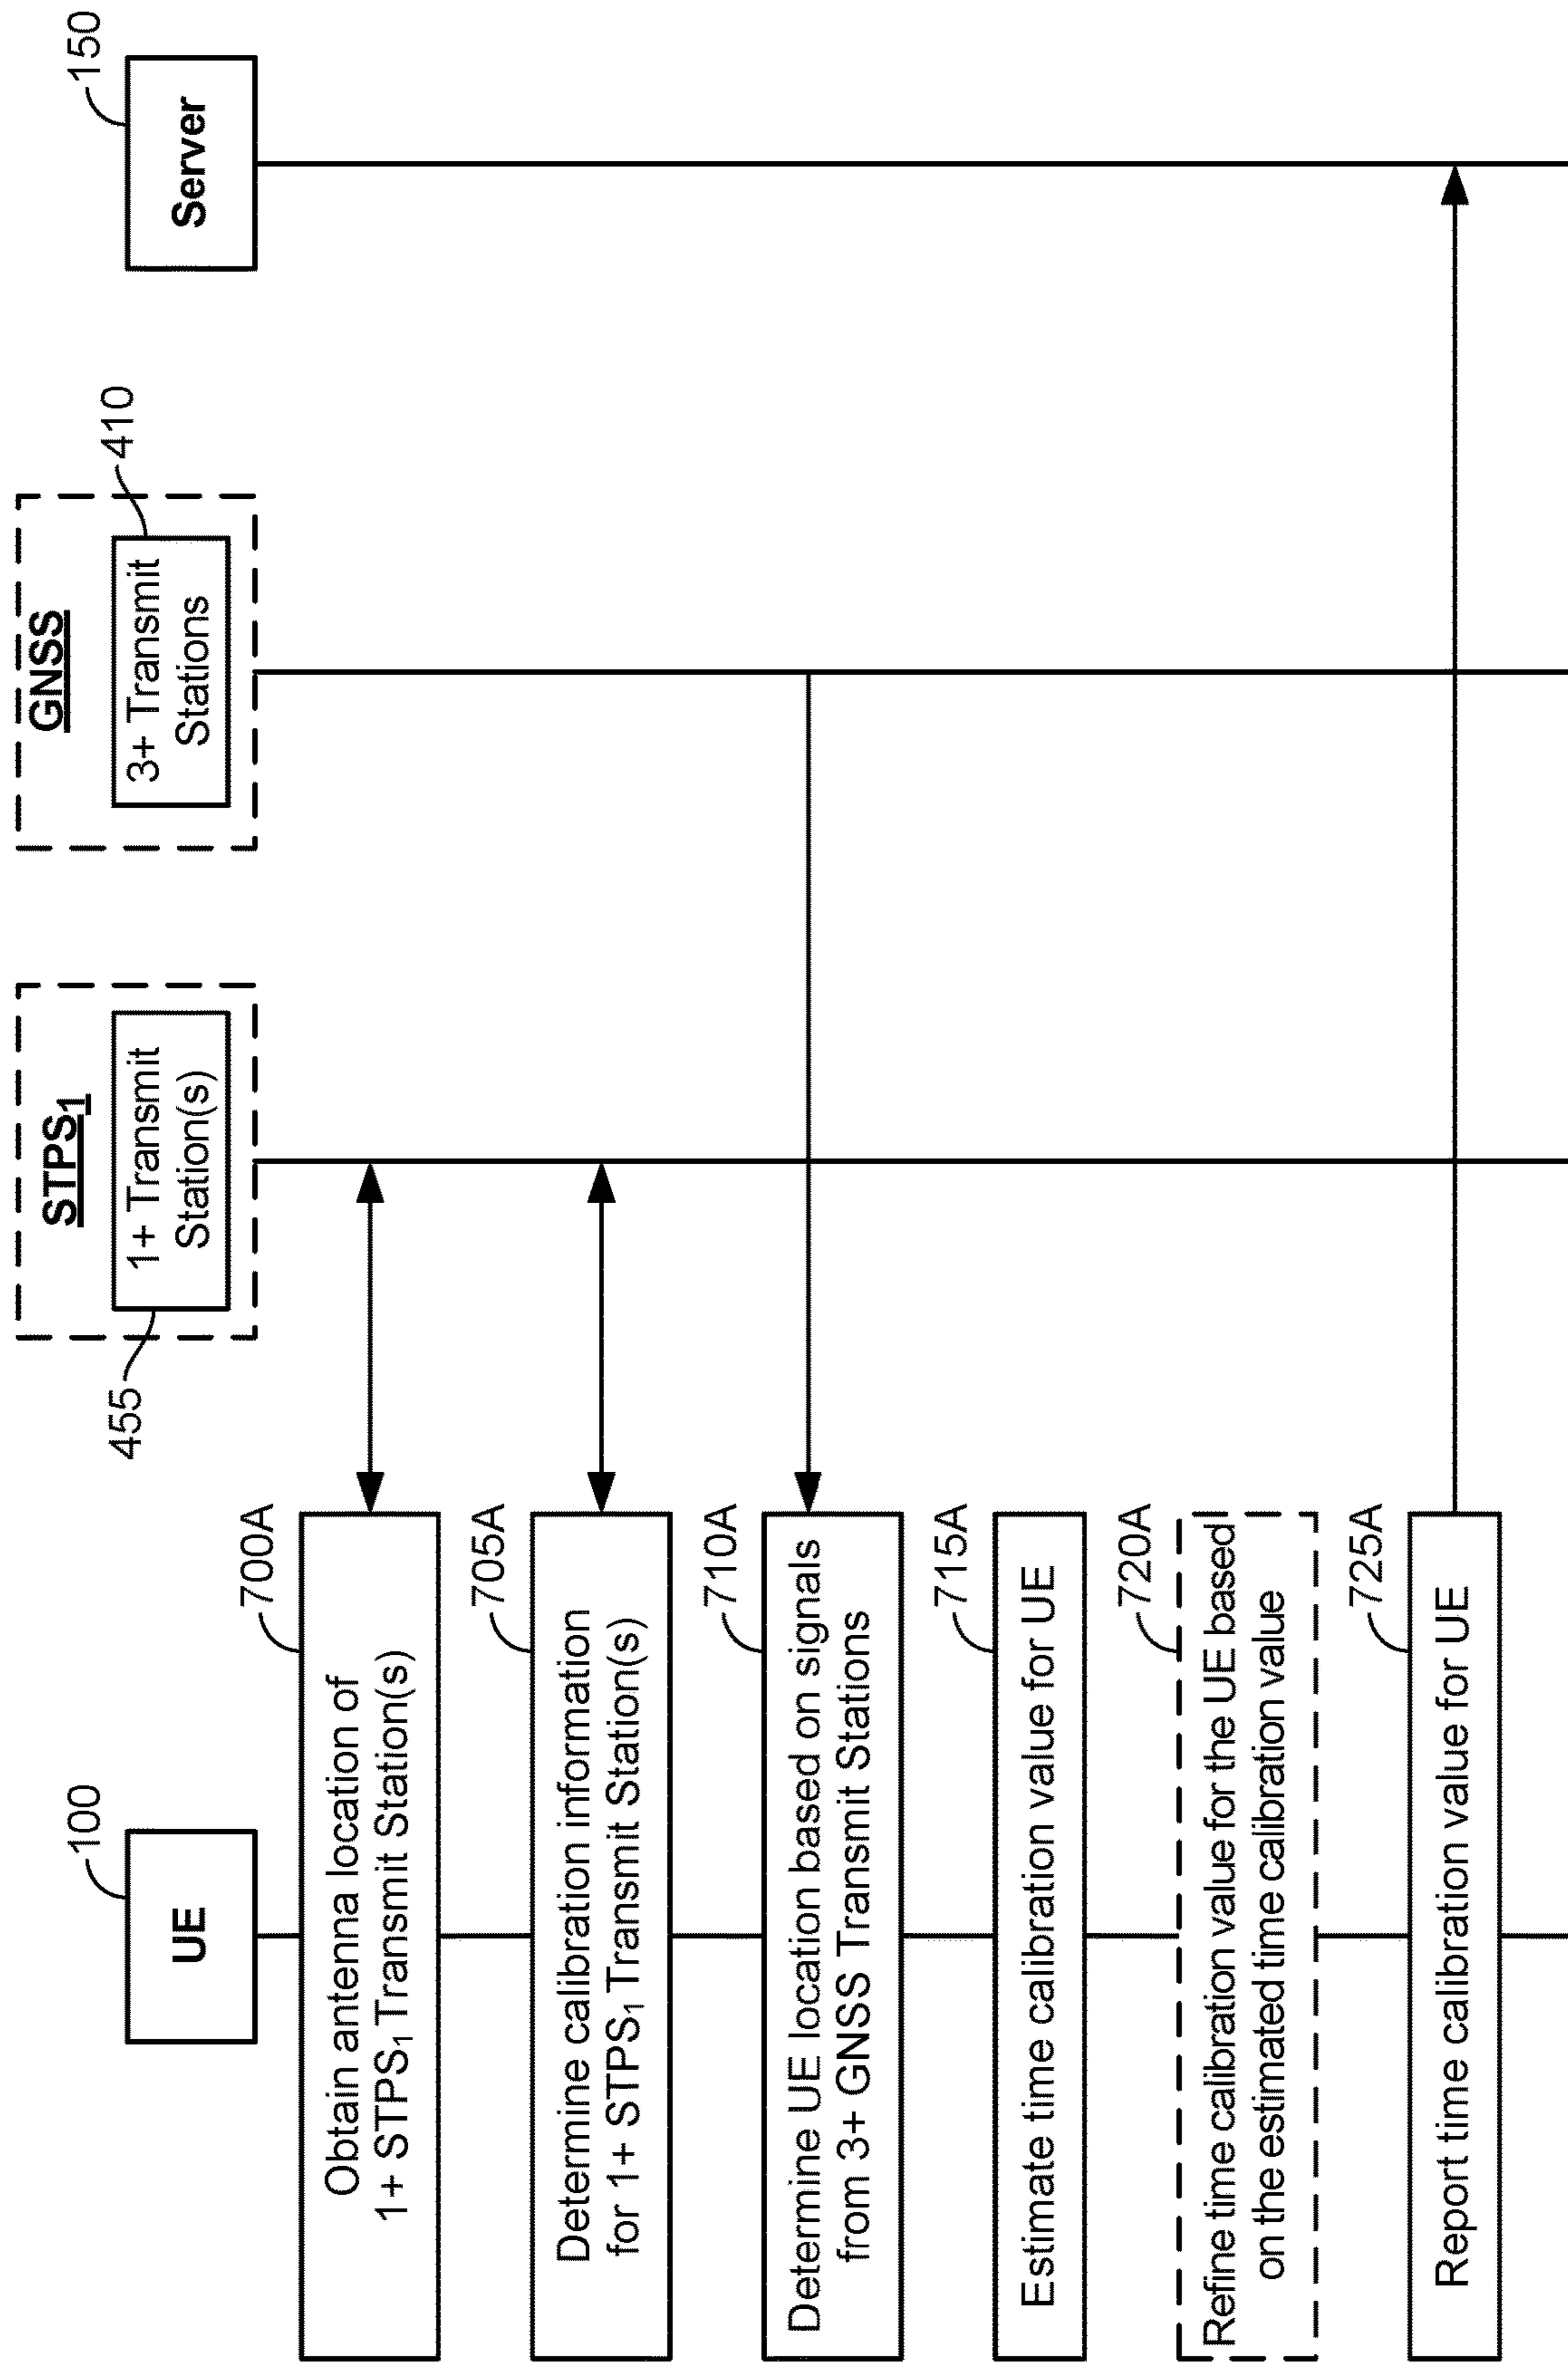 UE
100
STPS₁
1+ Transmit
Station(s)
455
GNSS
3+ Transmit
Stations
410
Server
150
700A
Obtain antenna location of
1+ STPS₁ Transmit Station(s)
705A
Determine calibration information
for 1+ STPS₁ Transmit Station(s)
710A
Determine UE location based on signals
from 3+ GNSS Transmit Stations
715A
Estimate time calibration value for UE
720A
Refine time calibration value for the UE based
on the estimated time calibration value
725A
Report time calibration value for UE